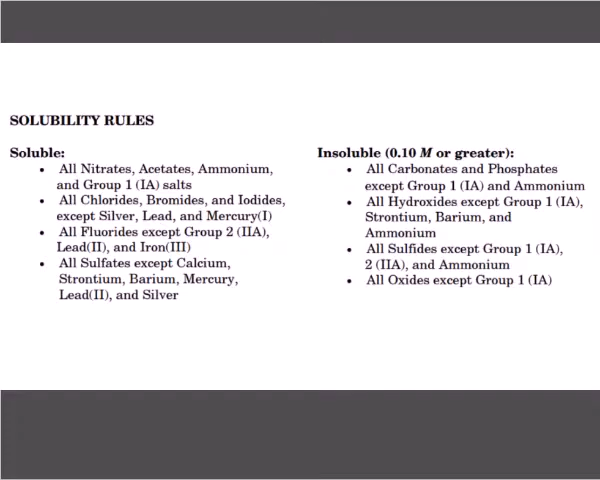 SOLUBILITY RULES
Soluble:
• All Nitrates, Acetates, Ammonium,
and Group 1 (IA) salts
• All Chlorides, Bromides, and Iodides,
except Silver, Lead, and Mercury(I)
• All Fluorides except Group 2 (IIA),
Lead(II), and Iron(III)
• All Sulfates except Calcium,
Strontium, Barium, Mercury,
Lead(II), and Silver
Insoluble (0.10 M or greater):
• All Carbonates and Phosphates
except Group 1 (IA) and Ammonium
• All Hydroxides except Group 1 (IA),
Strontium, Barium, and
Ammonium
• All Sulfides except Group 1 (IA),
2 (IIA), and Ammonium
• All Oxides except Group 1 (IA)